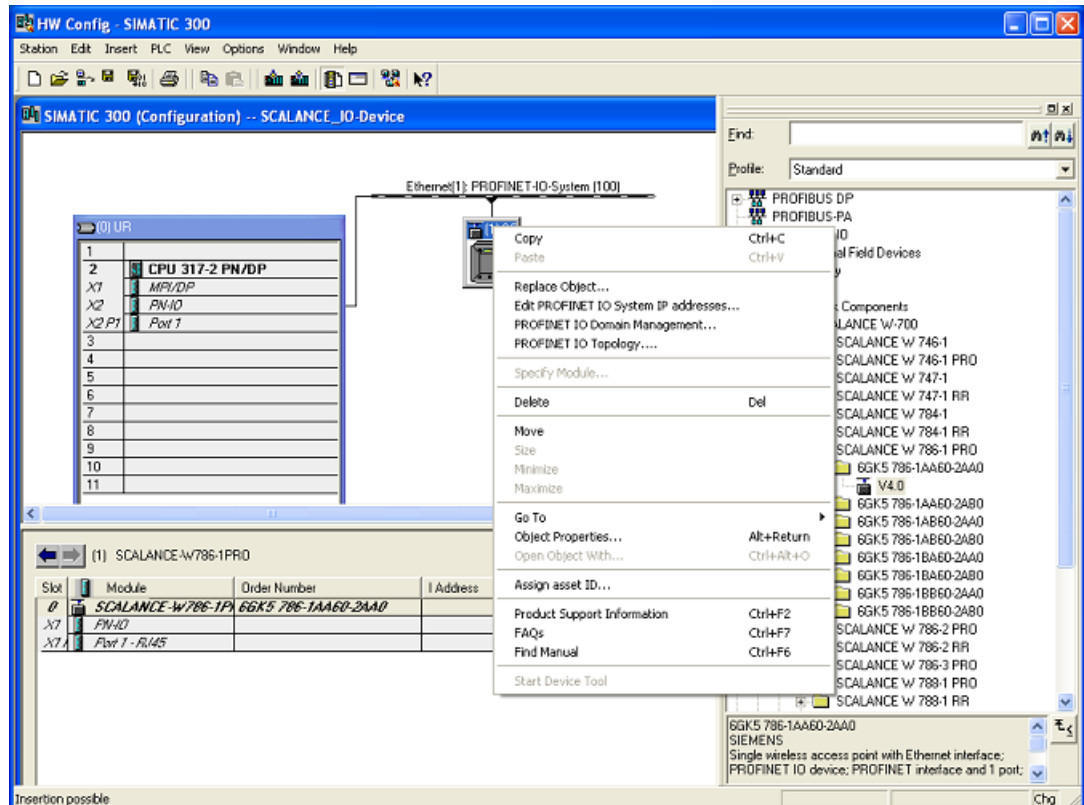 HW Config - SIMATIC 300
Station Edit Insert PLC View Options Window Help
SIMATIC 300 (Configuration) -- SCALANCE_IO-Device
Ethernet(1): PROFINET-IO-System (100)
(0) UR
1
2 CPU 317-2 PN/DP
X1 MPI/DP
X2 PN-IO
X2 P1 Port 1
3
4
5
6
7
8
9
10
11
Copy Ctrl+C
Paste Ctrl+V
Replace Object...
Edit PROFINET IO System IP addresses...
PROFINET IO Domain Management...
PROFINET IO Topology....
Specify Module...
Delete Del
Move
Size
Minimize
Maximize
Go To
Object Properties... Alt+Return
Open Object With... Ctrl+Alt+O
Assign asset ID...
Product Support Information Ctrl+F2
FAQs Ctrl+F7
Find Manual Ctrl+F6
Start Device Tool
(1) SCALANCE-W786-1PRO
Slot Module Order Number I Address
0 SCALANCE-W786-1P 6GK5 786-1AA60-2AA0
X1 PN-IO
X1 Port 1 - RJ45
Find:
Profile: Standard
PROFIBUS DP
PROFIBUS-PA
IO
al Field Devices
y
Components
LANCE W-700
SCALANCE W 746-1
SCALANCE W 746-1 PRO
SCALANCE W 747-1
SCALANCE W 747-1 RR
SCALANCE W 784-1
SCALANCE W 784-1 RR
SCALANCE W 786-1 PRO
6GK5 786-1AA60-2AA0
V4.0
6GK5 786-1AA60-2AB0
6GK5 786-1AB60-2AA0
6GK5 786-1AB60-2AB0
6GK5 786-1BA60-2AA0
6GK5 786-1BA60-2AB0
6GK5 786-1BB60-2AA0
6GK5 786-1BB60-2AB0
SCALANCE W 786-2 PRO
SCALANCE W 786-2 RR
SCALANCE W 786-3 PRO
SCALANCE W 788-1 PRO
SCALANCE W 788-1 RR
6GK5 786-1AA60-2AA0
SIEMENS
Single wireless access point with Ethernet interface;
PROFINET IO device; PROFINET interface and 1 port;
Insertion possible
Chg